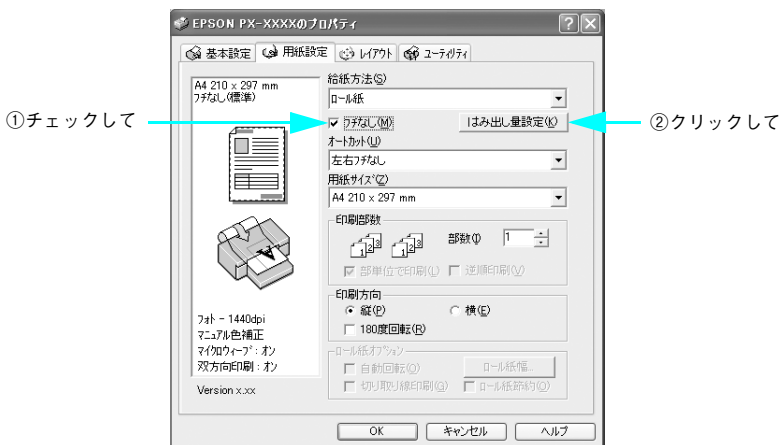 EPSON PX-XXXXのプロパティ
基本設定 用紙設定 レイアウト ユーティリティ
A4 210 x 297 mm
フチなし(標準)
給紙方法(S)
ロール紙
①チェックして
フチなし(M) はみ出し量設定(K)
②クリックして
オートカット(U)
左右フチなし
用紙サイズ(Z)
A4 210 x 297 mm
印刷部数
部数(I) 1
部単位で印刷(L) 逆順印刷(V)
印刷方向
縦(P) 横(E)
180度回転(R)
フォト - 1440dpi
マニュアル色補正
マイクロウィーブ : オン
双方向印刷 : オン
Version x.xx
ロール紙オプション
自動回転(O) ロール紙幅...
切り取り線印刷(G) ロール紙節約(Q)
OK キャンセル ヘルプ